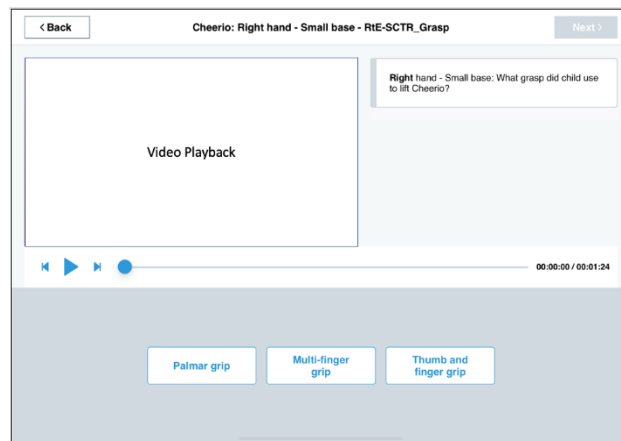 < Back
Cheerio: Right hand - Small base - RtE-SCTR_Grasp
Next >
Right hand - Small base: What grasp did child use
to lift Cheerio?
Video Playback
00:00:00 / 00:01:24
Palmar grip
Multi-finger
grip
Thumb and
finger grip